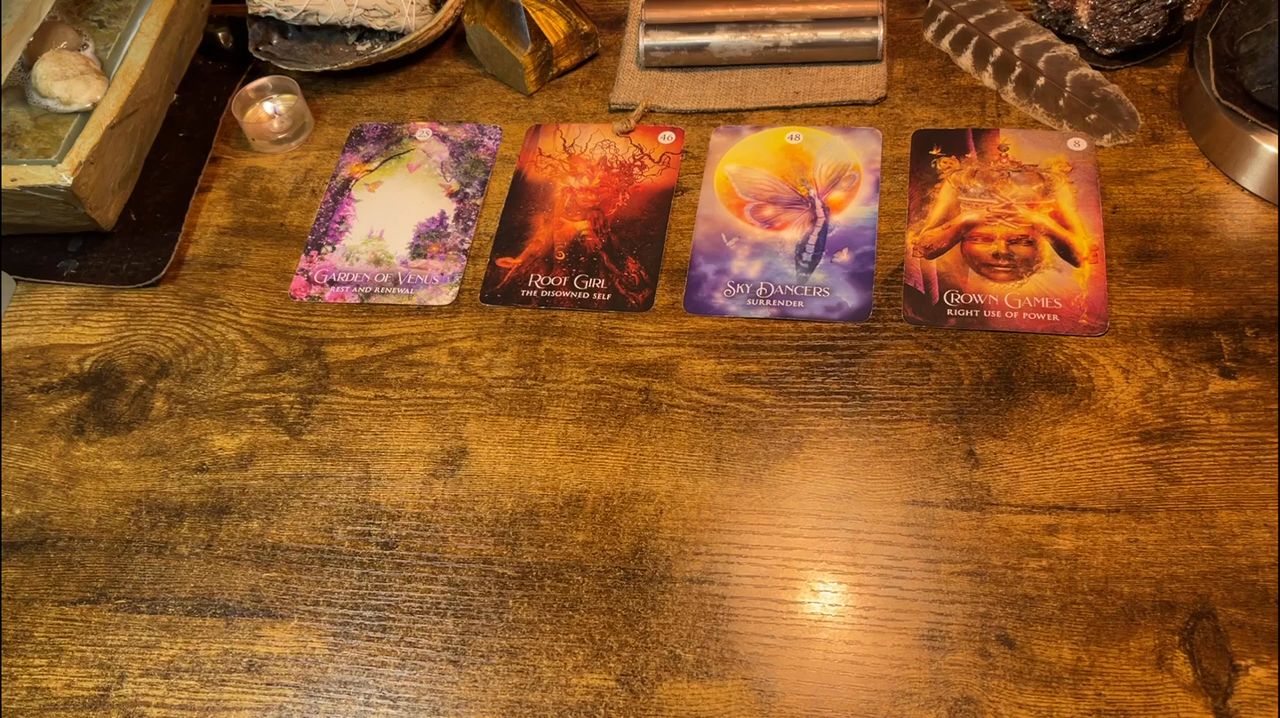 25
GARDEN OF VENUS
REST AND RENEWAL
46
ROOT GIRL
THE DISOWNED SELF
48
SKY DANCERS
SURRENDER
8
CROWN GAMES
RIGHT USE OF POWER